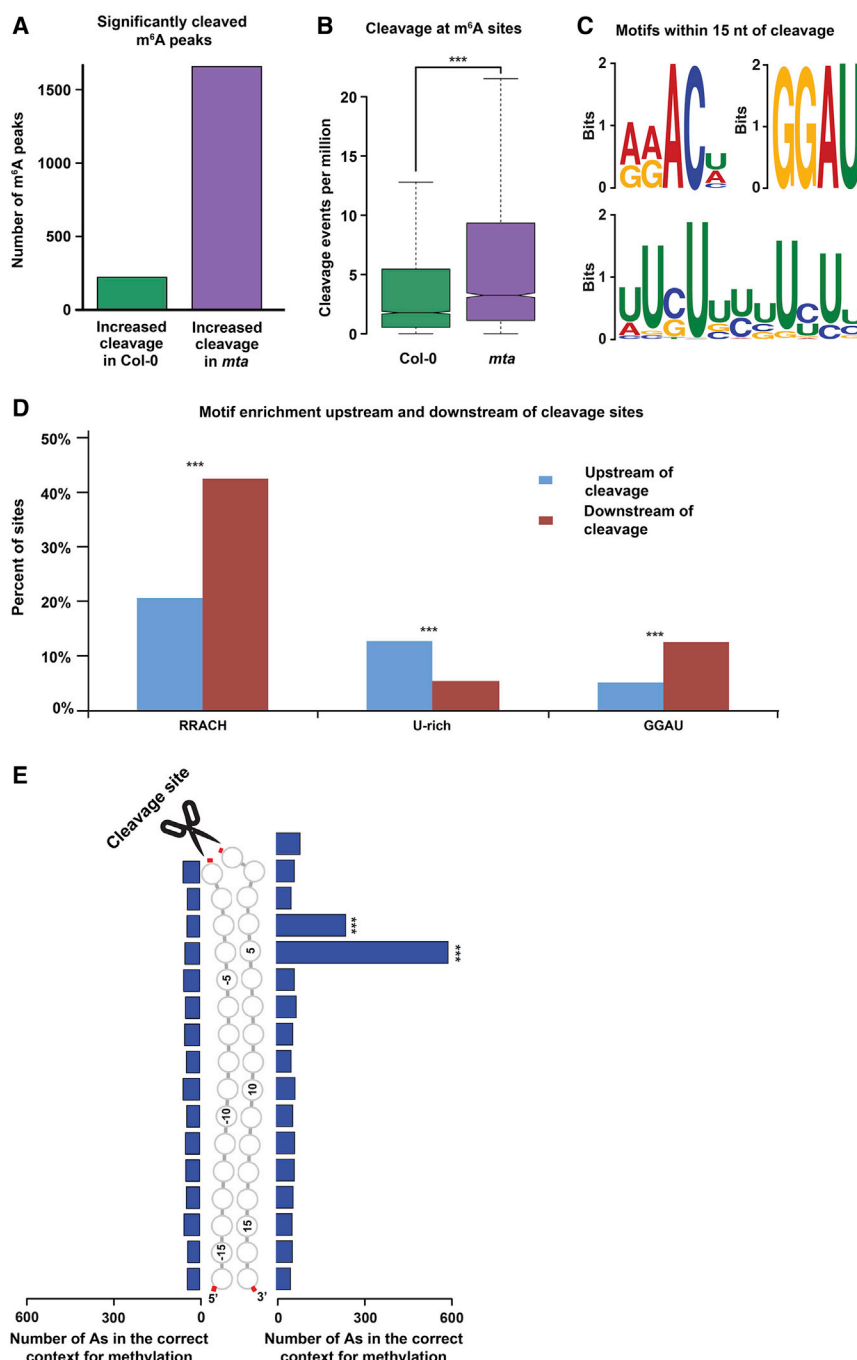 A
Significantly cleaved
m⁶A peaks
Number of m⁶A peaks
1500
1000
500
0
Increased
cleavage
in Col-0
Increased
cleavage
in mta
B
Cleavage at m⁶A sites
***
Cleavage events per million
20
15
10
5
0
Col-0
mta
C
Motifs within 15 nt of cleavage
Bits
2
1
0
Bits
2
1
0
GGAU
Bits
2
1
0
D
Motif enrichment upstream and downstream of cleavage sites
Percent of sites
50%
40%
30%
20%
10%
0%
***
***
***
Upstream of
cleavage
Downstream of
cleavage
RRACH
U-rich
GGAU
E
Cleavage site
***
***
5
-5
10
-10
15
-15
5'
3'
600
300
0
0
300
600
Number of As in the correct
context for methylation
Number of As in the correct
context for methylation